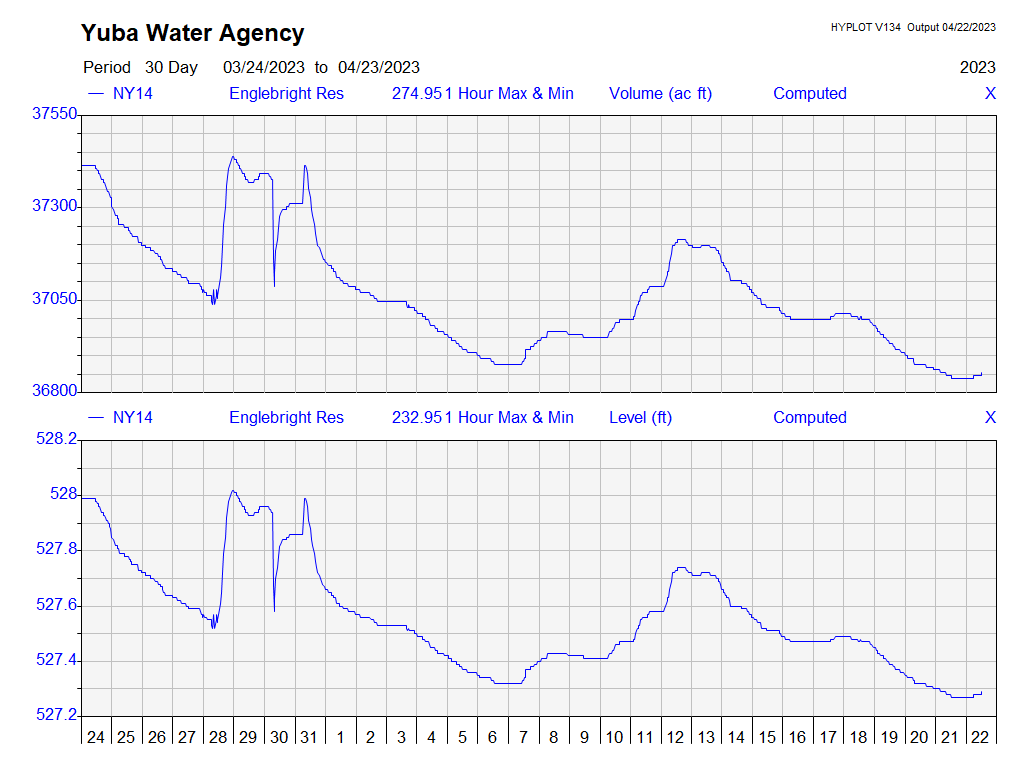 Yuba Water Agency
HYPLOT V134 Output 04/22/2023
Period 30 Day 03/24/2023 to 04/23/2023 2023
NY14 Englebright Res 274.951 Hour Max & Min Volume (ac ft) Computed X
37550
37300
37050
36800
NY14 Englebright Res 232.951 Hour Max & Min Level (ft) Computed X
528.2
528
527.8
527.6
527.4
527.2
24 25 26 27 28 29 30 31 1 2 3 4 5 6 7 8 9 10 11 12 13 14 15 16 17 18 19 20 21 22